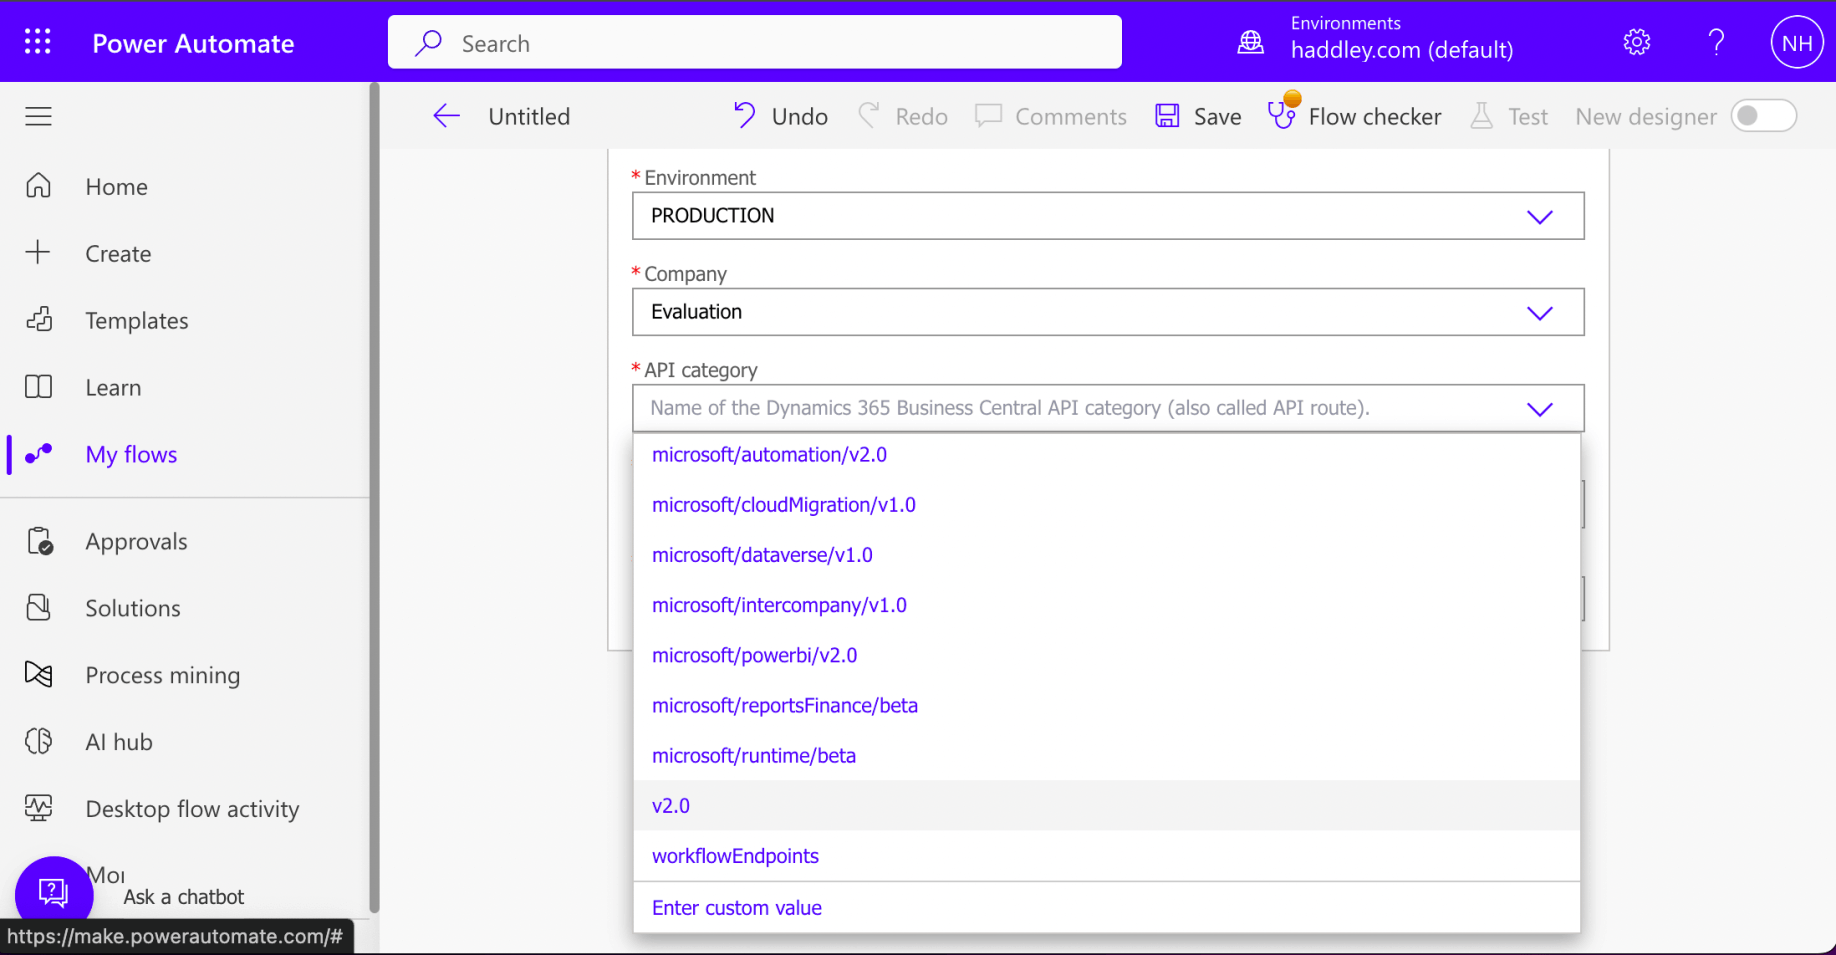 Power Automate
Search
Environments
haddley.com (default)
?
NH
Untitled
Undo
Redo
Comments
Save
Flow checker
Test
New designer
Home
Create
Templates
Learn
My flows
Approvals
Solutions
Process mining
AI hub
Desktop flow activity
Ask a chatbot
https://make.powerautomate.com/#
* Environment
PRODUCTION
* Company
Evaluation
* API category
Name of the Dynamics 365 Business Central API category (also called API route).
microsoft/automation/v2.0
microsoft/cloudMigration/v1.0
microsoft/dataverse/v1.0
microsoft/intercompany/v1.0
microsoft/powerbi/v2.0
microsoft/reportsFinance/beta
microsoft/runtime/beta
v2.0
workflowEndpoints
Enter custom value